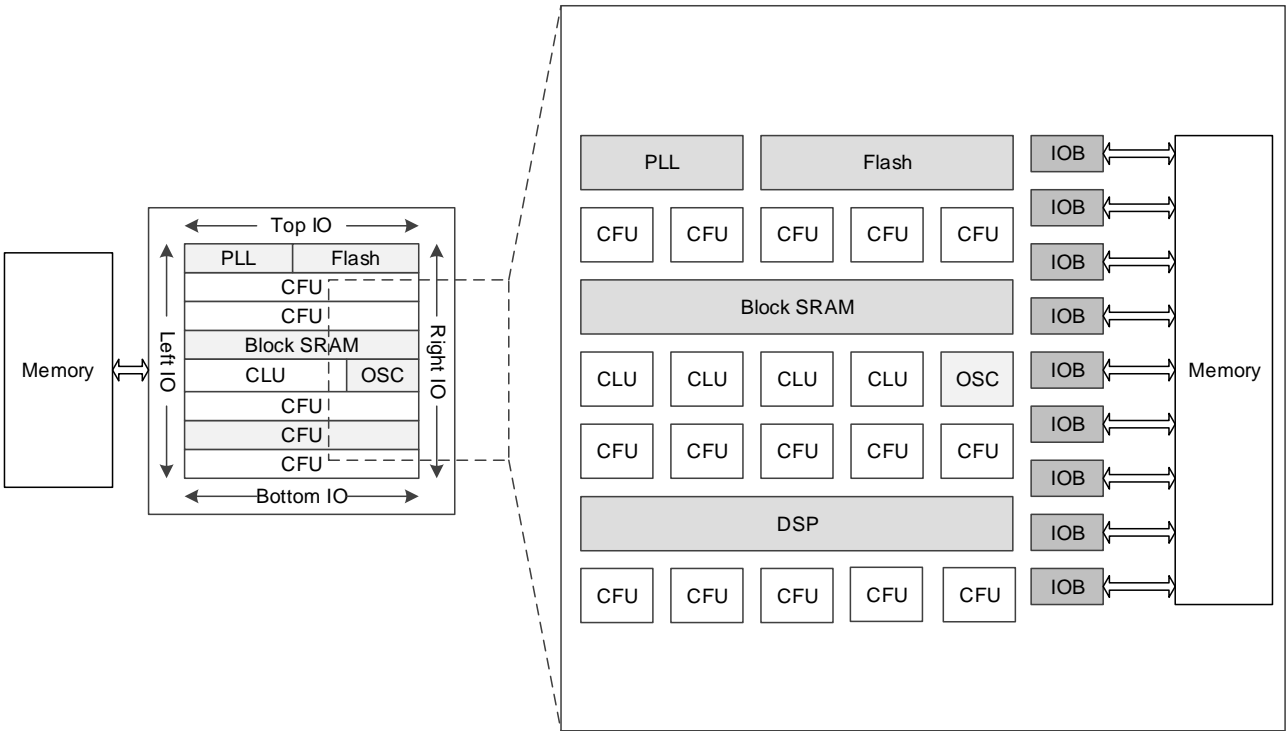 Memory
Top IO
Left IO
Right IO
PLL Flash
CFU
CFU
Block SRAM
CLU OSC
CFU
CFU
CFU
Bottom IO
PLL Flash IOB
CFU CFU CFU CFU CFU IOB
IOB
Block SRAM IOB
CLU CLU CLU CLU OSC IOB Memory
CFU CFU CFU CFU CFU IOB
IOB
DSP IOB
CFU CFU CFU CFU CFU IOB